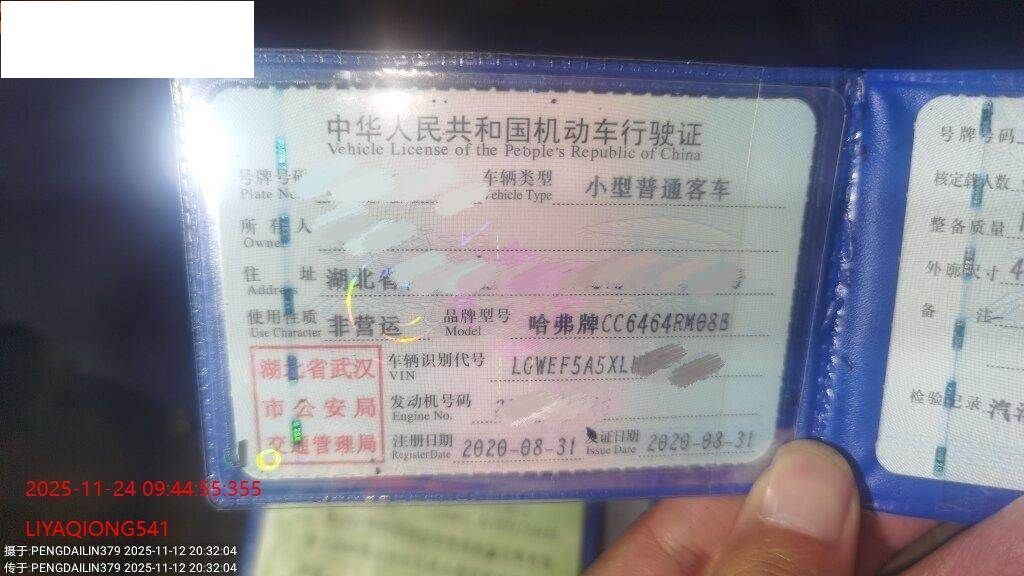 中华人民共和国机动车行驶证
Vehicle License of the People's Republic of China
号牌号码
Plate No.
车辆类型 小型普通客车
Vehicle Type
所有人
Owner
住址 湖北省
Address
使用性质 非营运
Use Character
品牌型号 哈弗牌CC6464RM08B
Model
车辆识别代号 LGWEF5A5XL
VIN
发动机号码
Engine No.
注册日期 2020-08-31
Register Date
发证日期 2020-08-31
Issue Date
湖北省武汉
市公安局
交通管理局
号牌号码
核定载人数
整备质量
外廓尺寸 4
备注
检验记录 汽
2025-11-24 09:44:55:355
LIYAQIONG541
摄于:PENGDAILIN379 2025-11-12 20:32:04
传于:PENGDAILIN379 2025-11-12 20:32:04